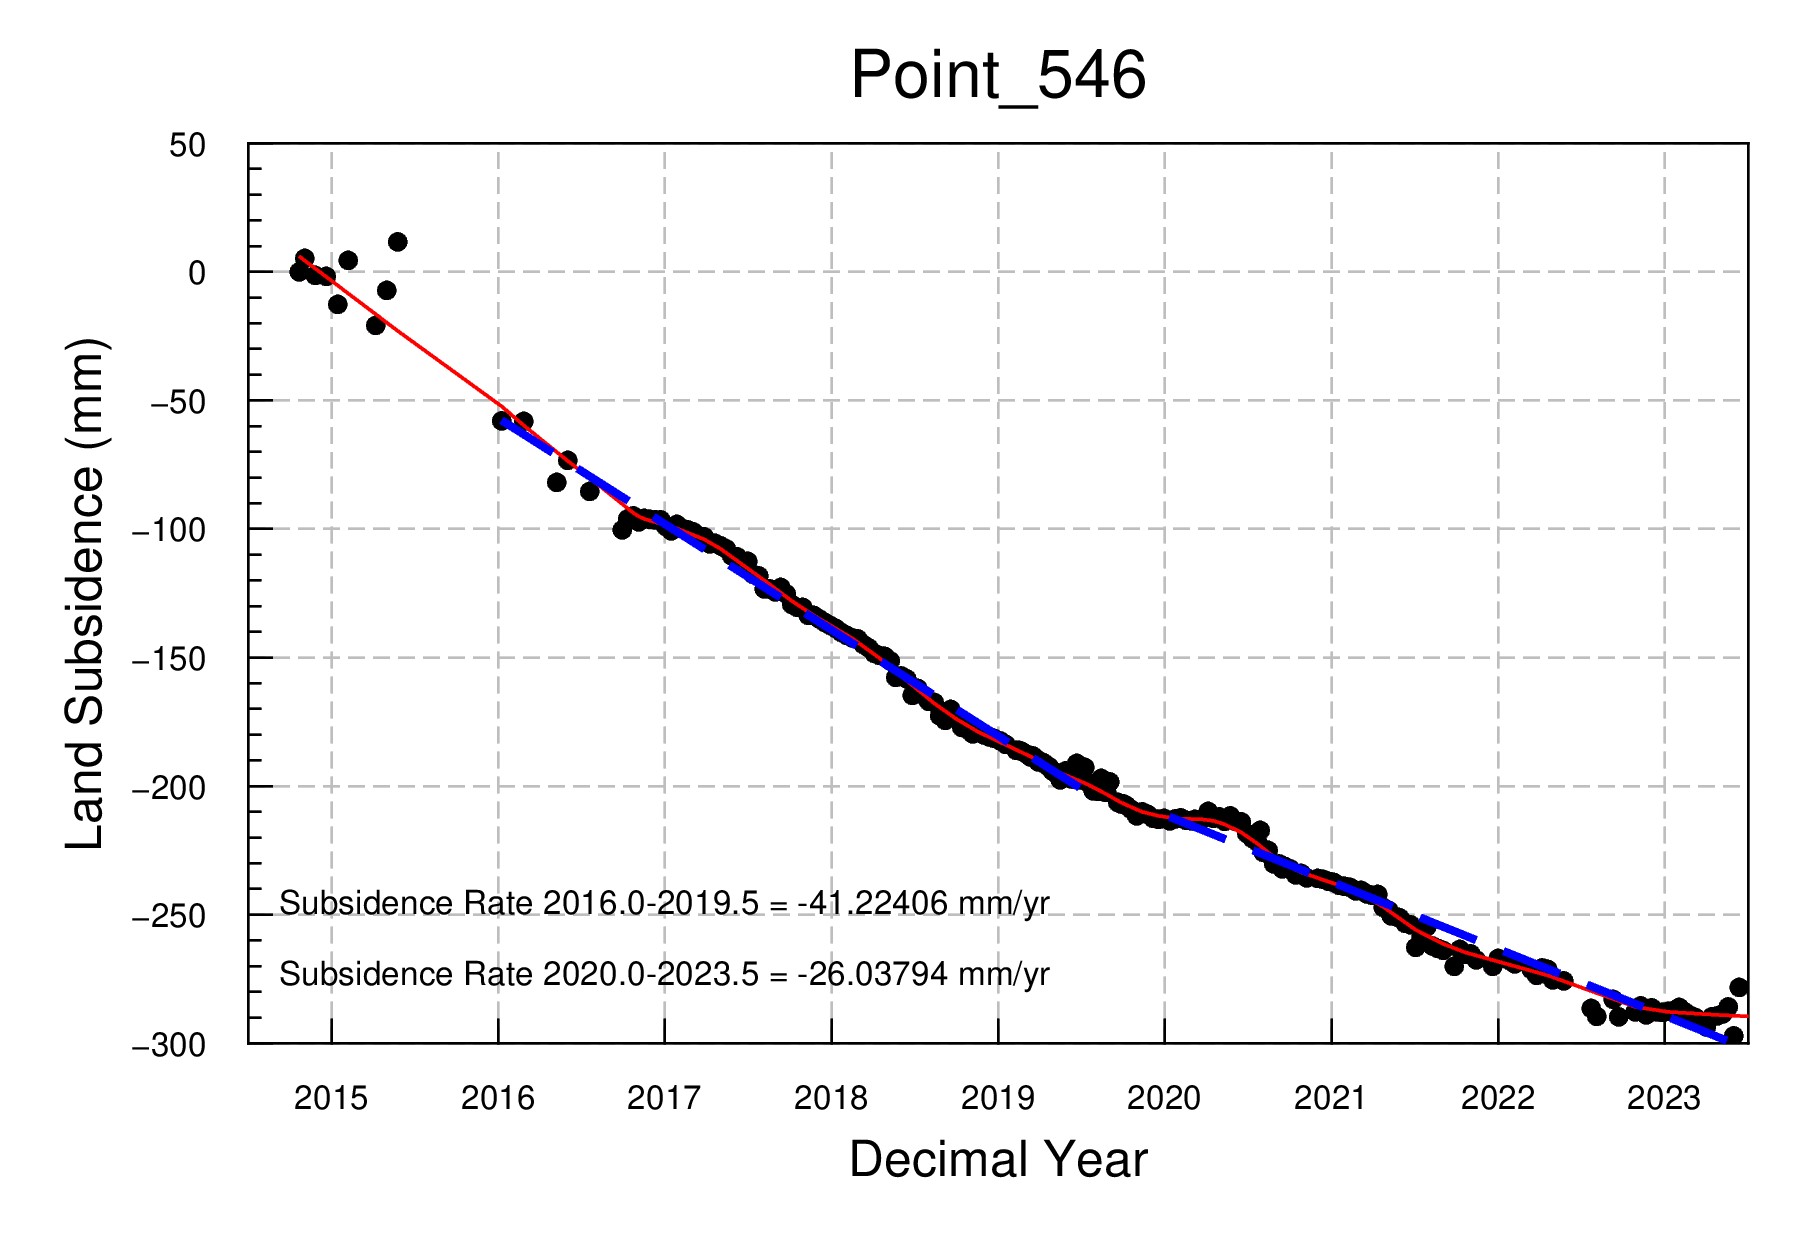 Point_546
50
0
−50
−100
−150
−200
−250
−300
Land Subsidence (mm)
Subsidence Rate 2016.0-2019.5 = -41.22406 mm/yr
Subsidence Rate 2020.0-2023.5 = -26.03794 mm/yr
2015 2016 2017 2018 2019 2020 2021 2022 2023
Decimal Year